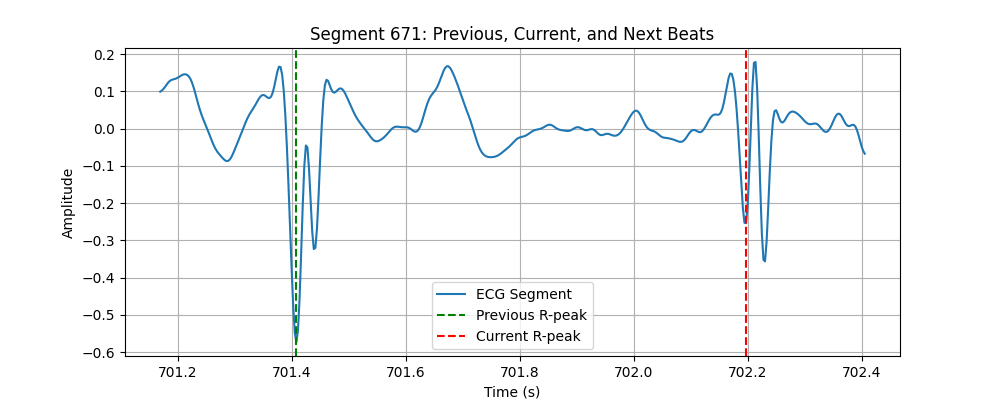 Segment 671: Previous, Current, and Next Beats
Amplitude
0.2
0.1
0.0
−0.1
−0.2
−0.3
−0.4
−0.5
−0.6
ECG Segment
Previous R-peak
Current R-peak
701.2 701.4 701.6 701.8 702.0 702.2 702.4
Time (s)